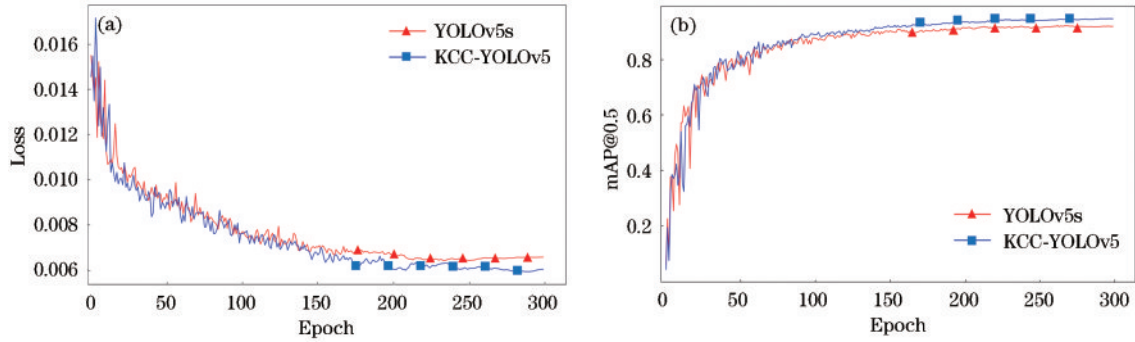 (a)
YOLOv5s
KCC-YOLOv5
0.016
0.014
0.012
0.010
0.008
0.006
Loss
0 50 100 150 200 250 300
Epoch
(b)
0.8
0.6
0.4
0.2
mAP@0.5
YOLOv5s
KCC-YOLOv5
0 50 100 150 200 250 300
Epoch